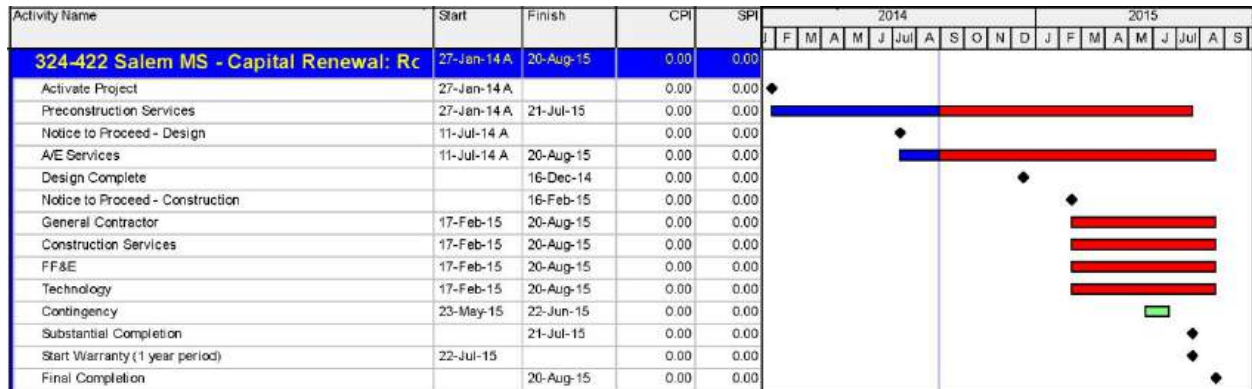 Activity Name Start Finish CPI SPI 2014 2015
J F M A M J Jul A S O N D J F M A M J Jul A S
324-422 Salem MS - Capital Renewal: Rc 27-Jan-14 A 20-Aug-15 0.00 0.00
Activate Project 27-Jan-14 A 0.00 0.00
Preconstruction Services 27-Jan-14 A 21-Jul-15 0.00 0.00
Notice to Proceed - Design 11-Jul-14 A 0.00 0.00
A/E Services 11-Jul-14 A 20-Aug-15 0.00 0.00
Design Complete 16-Dec-14 0.00 0.00
Notice to Proceed - Construction 16-Feb-15 0.00 0.00
General Contractor 17-Feb-15 20-Aug-15 0.00 0.00
Construction Services 17-Feb-15 20-Aug-15 0.00 0.00
FF&E 17-Feb-15 20-Aug-15 0.00 0.00
Technology 17-Feb-15 20-Aug-15 0.00 0.00
Contingency 23-May-15 22-Jun-15 0.00 0.00
Substantial Completion 21-Jul-15 0.00 0.00
Start Warranty (1 year period) 22-Jul-15 0.00 0.00
Final Completion 20-Aug-15 0.00 0.00